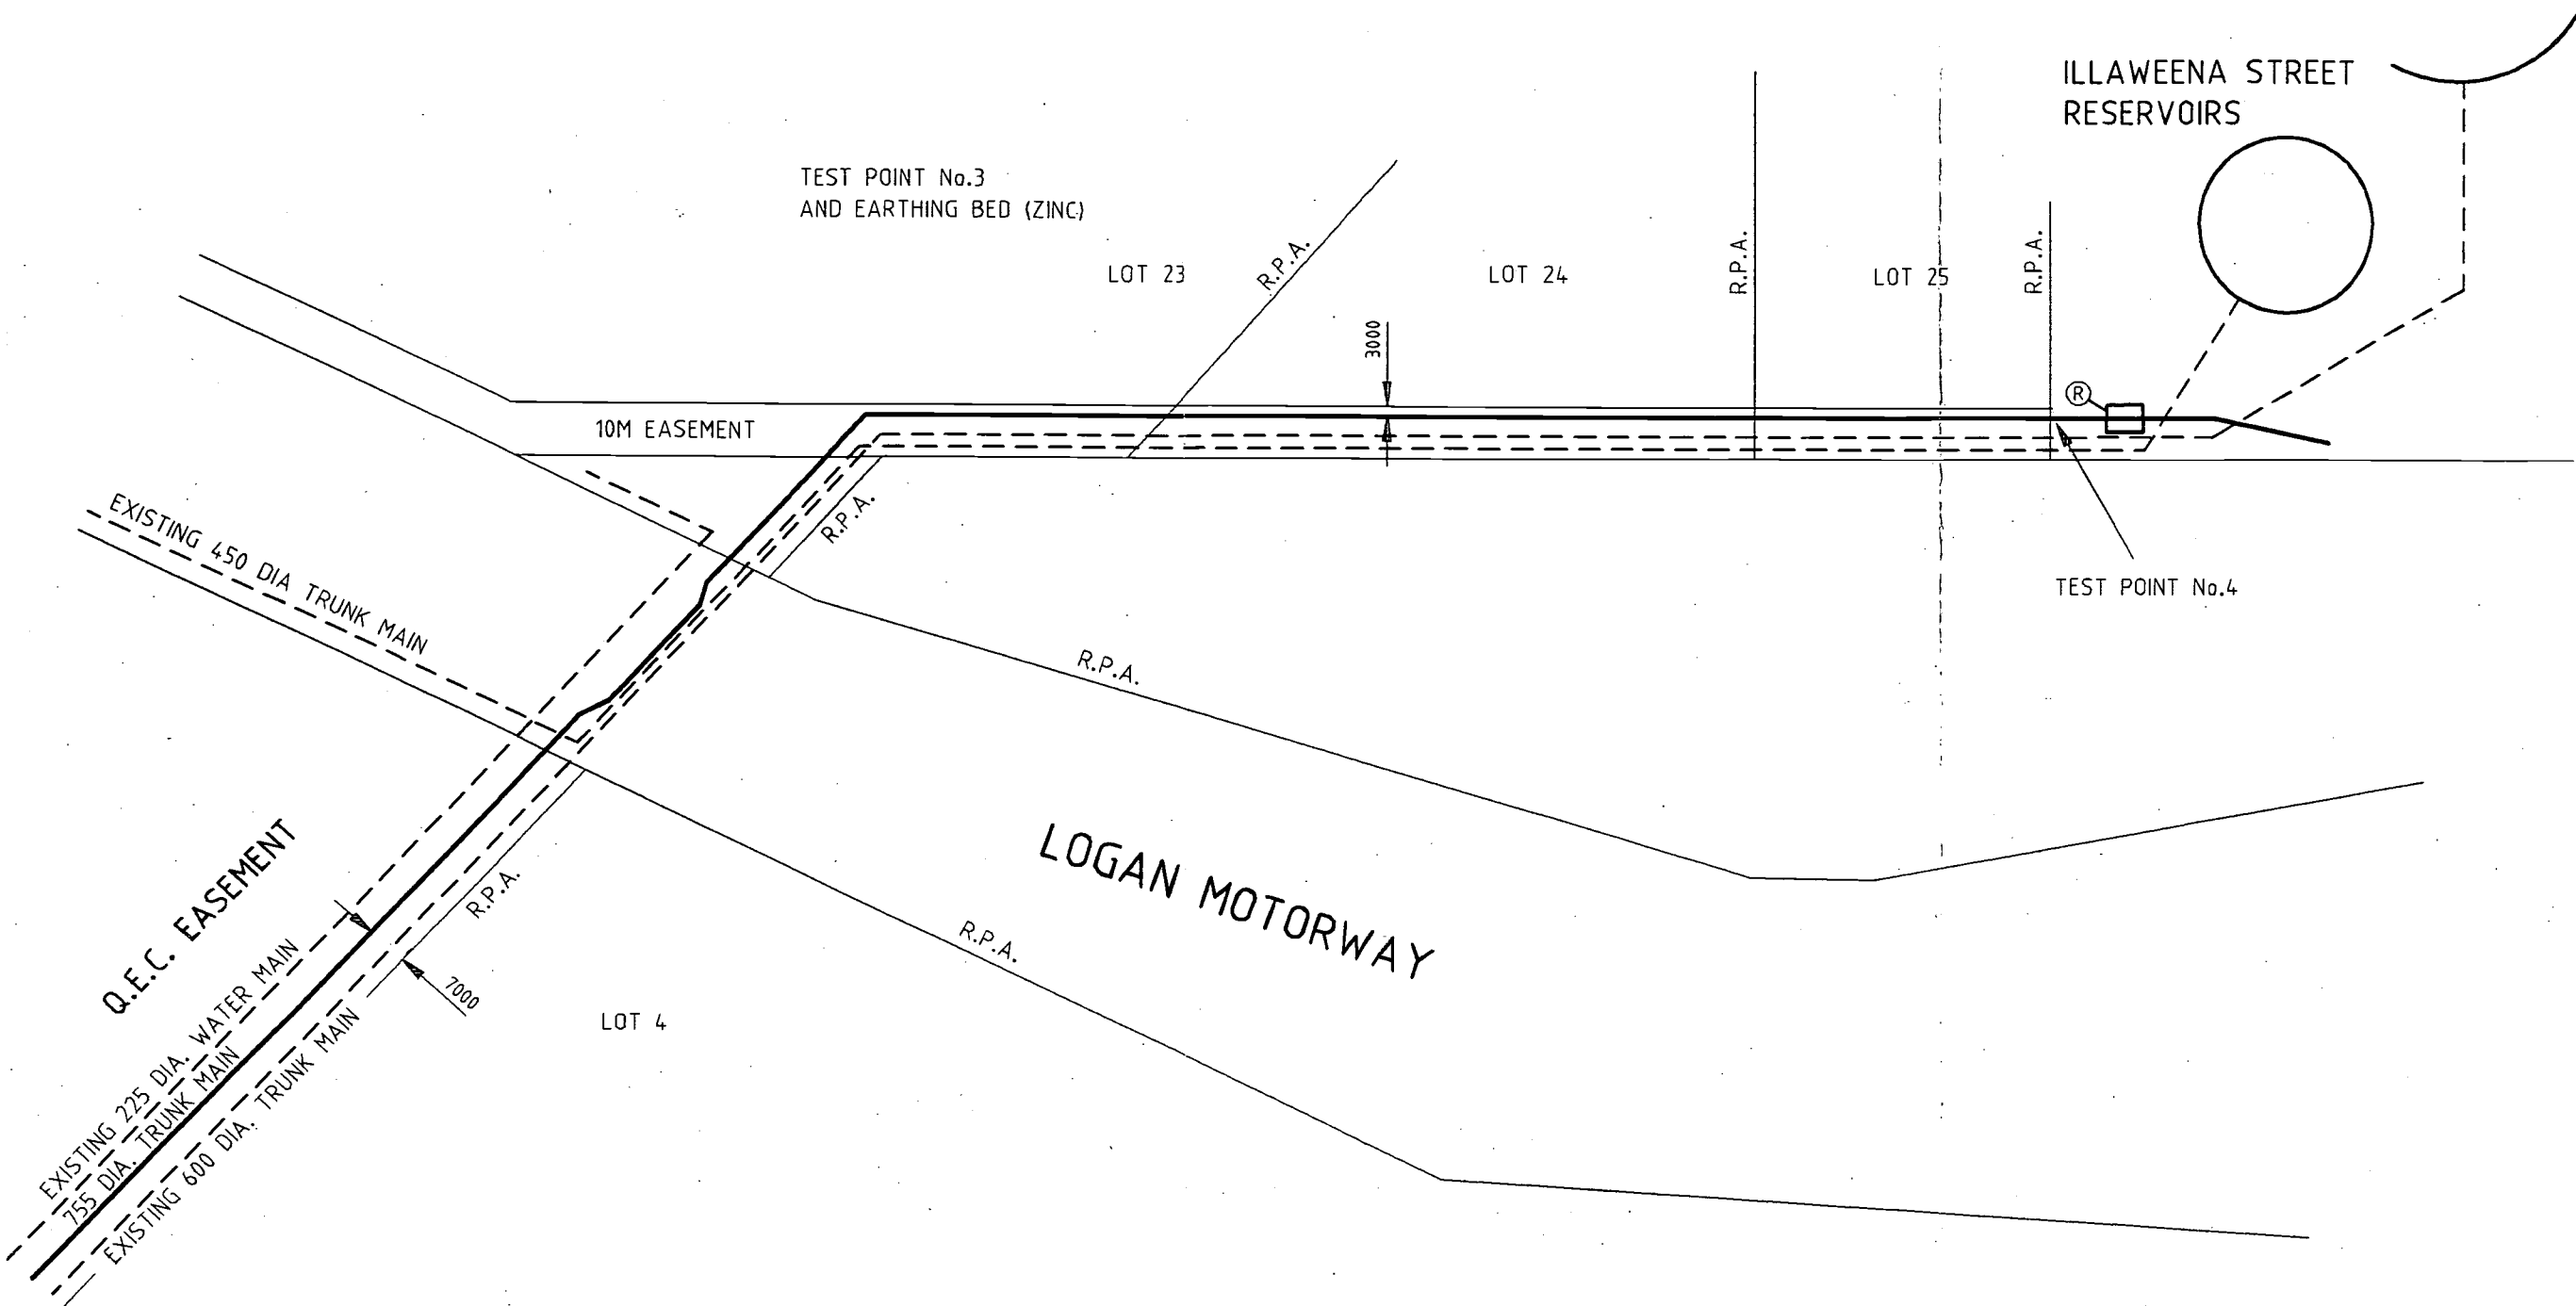 ILLAWEENA STREET
RESERVOIRS
TEST POINT No.3
AND EARTHING BED (ZINC)
LOT 23
R.P.A.
LOT 24
R.P.A.
LOT 25
R.P.A.
3000
R
10M EASEMENT
R.P.A.
EXISTING 450 DIA TRUNK MAIN
TEST POINT No.4
R.P.A.
LOGAN MOTORWAY
R.P.A.
Q.E.C. EASEMENT
R.P.A.
7000
LOT 4
EXISTING 225 DIA. WATER MAIN
755 DIA. TRUNK MAIN
EXISTING 600 DIA. TRUNK MAIN